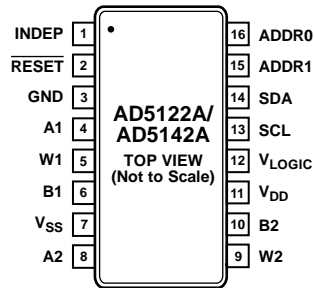 INDEP 1
RESET 2
GND 3
A1 4
W1 5
B1 6
VSS 7
A2 8
AD5122A/
AD5142A
TOP VIEW
(Not to Scale)
16 ADDR0
15 ADDR1
14 SDA
13 SCL
12 VLOGIC
11 VDD
10 B2
9 W2